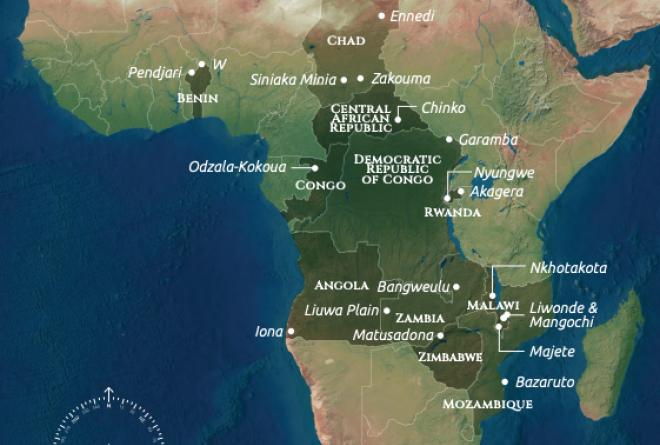 Ennedi
CHAD
W
Pendjari
Siniaka Minia
Zakouma
BENIN
CENTRAL
AFRICAN
REPUBLIC
Chinko
Garamba
DEMOCRATIC
REPUBLIC
OF CONGO
Odzala-Kokoua
CONGO
Nyungwe
Akagera
RWANDA
Nkhotakota
ANGOLA
Bangweulu
MALAWI
Liuwa Plain
ZAMBIA
Liwonde &
Mangochi
Iona
Matusadona
ZIMBABWE
Majete
Bazaruto
MOZAMBIQUE